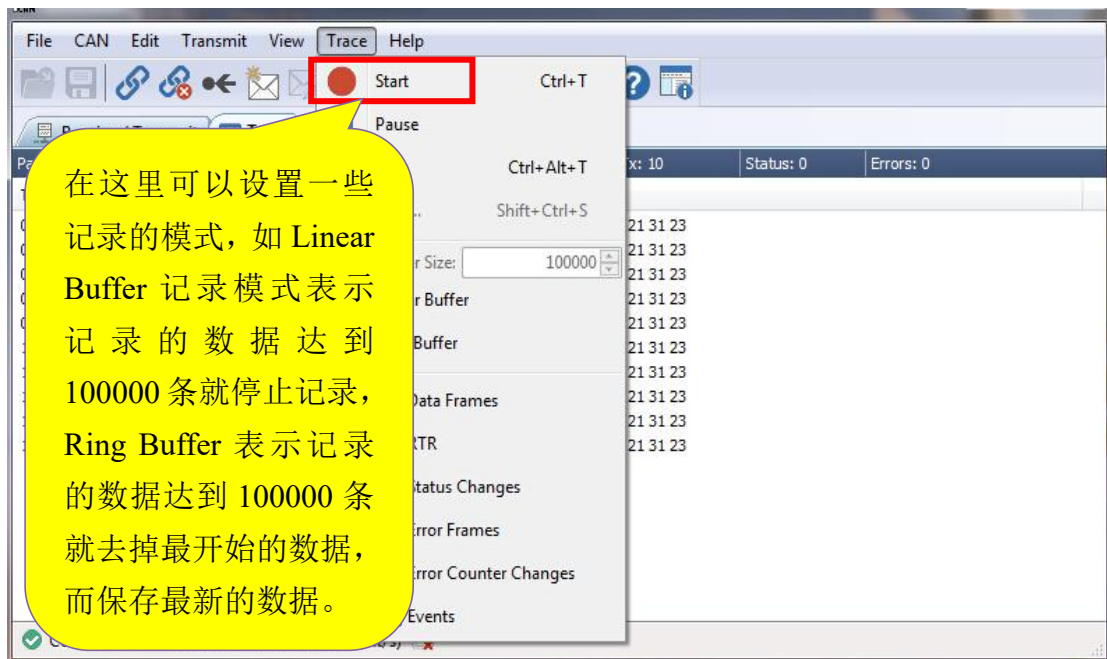 File CAN Edit Transmit View Trace Help
Start Ctrl+T
Pause
Ctrl+Alt+T
Shift+Ctrl+S
Size: 100000
Buffer
Buffer
Data Frames
RTR
Status Changes
Error Frames
Error Counter Changes
Events
x: 10 Status: 0 Errors: 0
21 31 23
21 31 23
21 31 23
21 31 23
21 31 23
21 31 23
21 31 23
21 31 23
21 31 23
21 31 23
在这里可以设置一些
记录的模式，如 Linear
Buffer 记录模式表示
记录的数据达到
100000 条就停止记录，
Ring Buffer 表示记录
的数据达到 100000 条
就去掉最开始的数据，
而保存最新的数据。